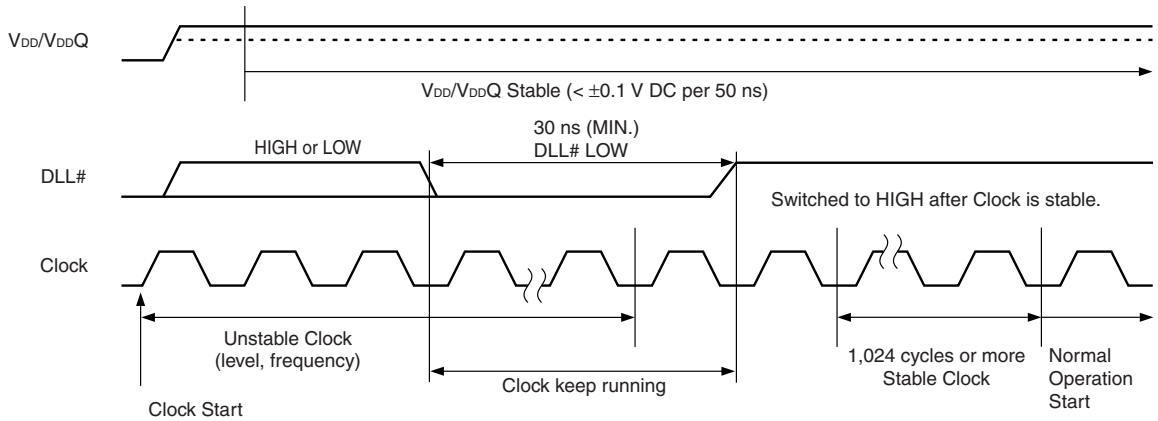 VDD/VDDQ
VDD/VDDQ Stable (< ±0.1 V DC per 50 ns)
30 ns (MIN.)
DLL# LOW
HIGH or LOW
DLL#
Switched to HIGH after Clock is stable.
Clock
Unstable Clock
(level, frequency)
Clock keep running
1,024 cycles or more
Stable Clock
Normal
Operation
Start
Clock Start